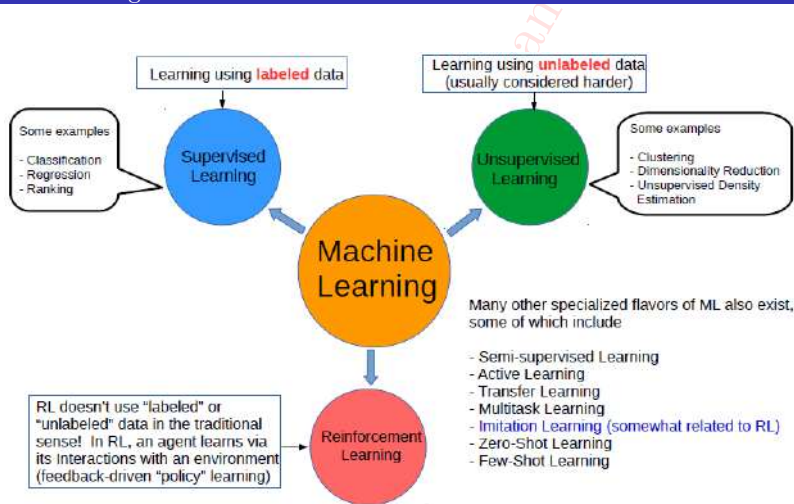 Learning using labeled data
Learning using unlabeled data
(usually considered harder)
Some examples
- Classification
- Regression
- Ranking
Supervised
Learning
Unsupervised
Learning
Some examples
- Clustering
- Dimensionality Reduction
- Unsupervised Density
Estimation
Machine
Learning
Many other specialized flavors of ML also exist,
some of which include
- Semi-supervised Learning
- Active Learning
- Transfer Learning
- Multitask Learning
- Imitation Learning (somewhat related to RL)
- Zero-Shot Learning
- Few-Shot Learning
RL doesn't use "labeled" or
"unlabeled" data in the traditional
sense! In RL, an agent learns via
its Interactions with an environment
(feedback-driven "policy" learning)
Reinforcement
Learning